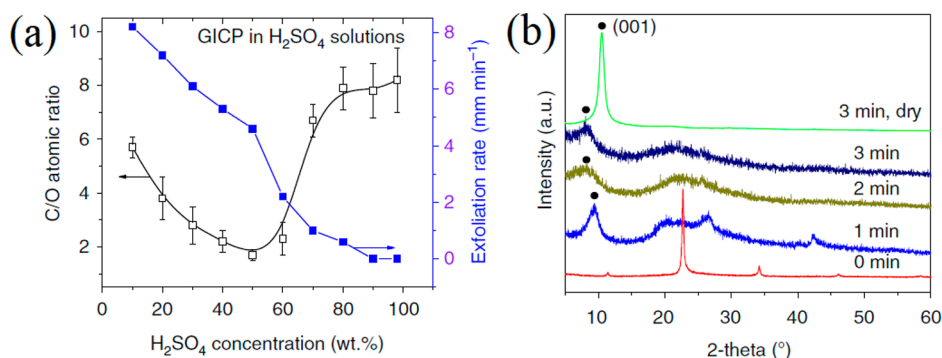 (a)
GICP in H₂SO₄ solutions
C/O atomic ratio
10
8
6
4
2
Exfoliation rate (mm min⁻¹)
8
6
4
2
0
0 20 40 60 80 100
H₂SO₄ concentration (wt.%)
(b)
(001)
3 min, dry
3 min
2 min
1 min
0 min
Intensity (a.u.)
10 20 30 40 50 60
2-theta (°)